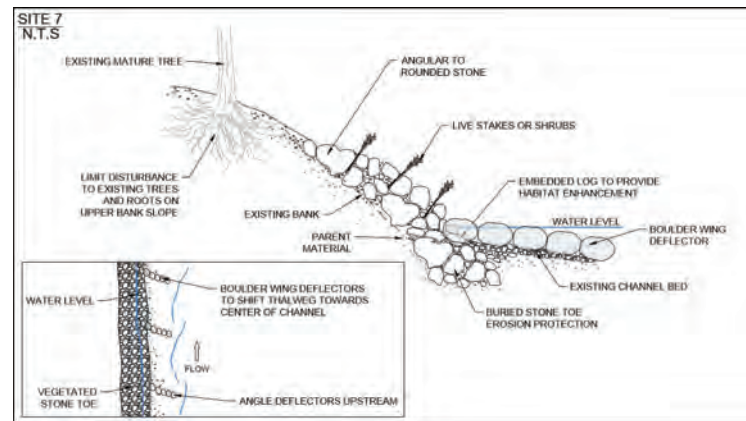 SITE 7
N.T.S
EXISTING MATURE TREE
ANGULAR TO
ROUNDED STONE
LIVE STAKES OR SHRUBS
LIMIT DISTURBANCE
TO EXISTING TREES
AND ROOTS ON
UPPER BANK SLOPE
EMBEDDED LOG TO PROVIDE
HABITAT ENHANCEMENT
EXISTING BANK
WATER LEVEL
BOULDER WING
DEFLECTOR
PARENT
MATERIAL
EXISTING CHANNEL BED
BURIED STONE TOE
EROSION PROTECTION
WATER LEVEL
BOULDER WING DEFLECTORS
TO SHIFT THALWEG TOWARDS
CENTER OF CHANNEL
FLOW
VEGETATED
STONE TOE
ANGLE DEFLECTORS UPSTREAM